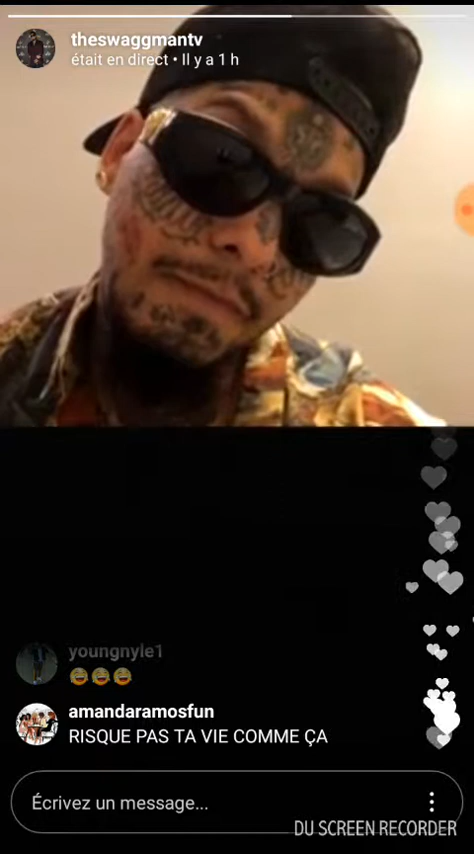 theswaggmantv
était en direct • Il y a 1 h
youngnyle1
😂😂😂
amandaramosfun
RISQUE PAS TA VIE COMME ÇA
Écrivez un message...
DU SCREEN RECORDER